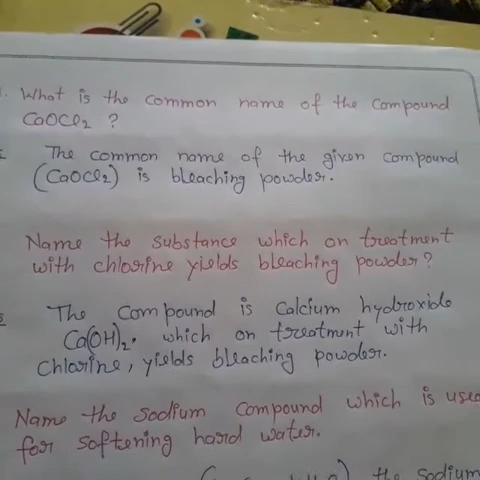 What is the common name of the compound
CaOCl2 ?
The common name of the given compound
(CaOCl2) is bleaching powder.
Name the substance which on treatment
with chlorine yields bleaching powder?
The compound is Calcium hydroxide
Ca(OH)2. which on treatment with
Chlorine, yields bleaching powder.
Name the sodium compound which is used
for softening hard water.
the sodium